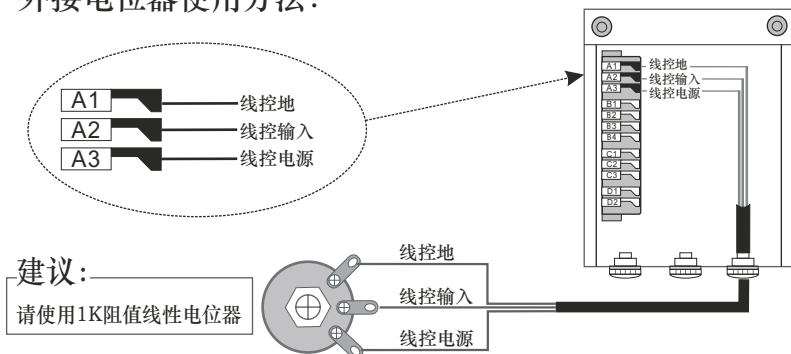 外接电位器使用方法:
A1 线控地
A2 线控输入
A3 线控电源
A1 线控地
A2 线控输入
A3 线控电源
B1
B2
B3
B4
C1
C2
C3
D1
D2
建议:
请使用1K阻值线性电位器
线控地
线控输入
线控电源